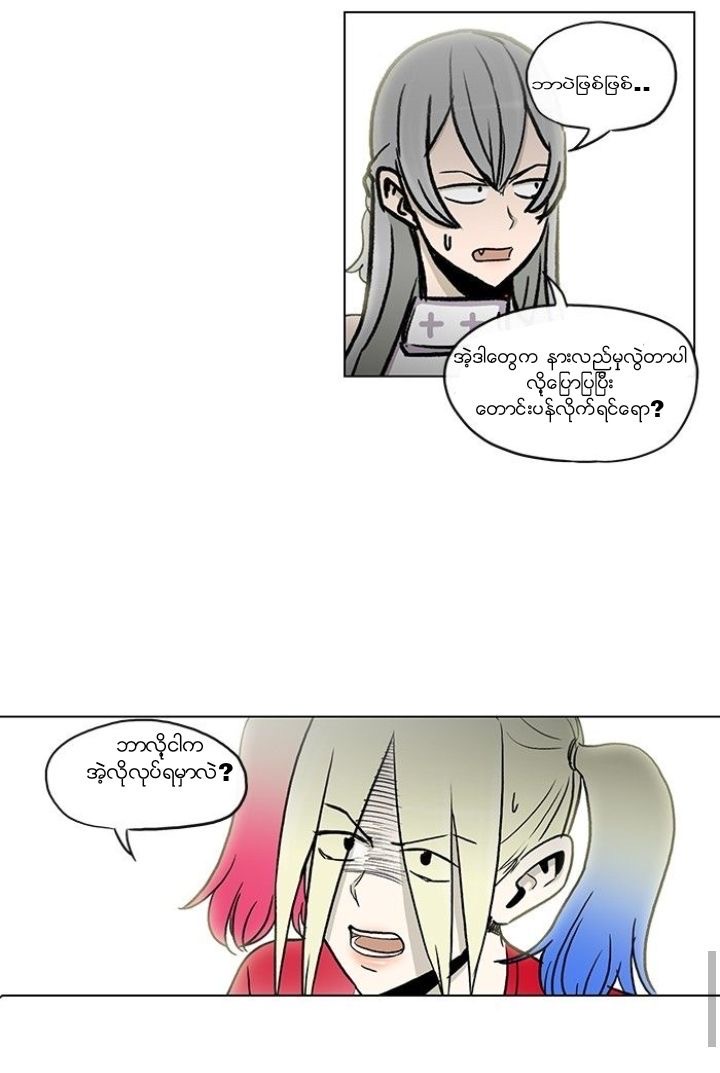 ဘာပဲဖြစ်ဖြစ်..
အဲ့ဒါတွေက နားလည်မှုလွဲတာပါ
လို့ပြောပြပြီး
တောင်းပန်လိုက်ရင်ရော?
ဘာလို့ငါက
အဲ့လိုလုပ်ရမှာလဲ?